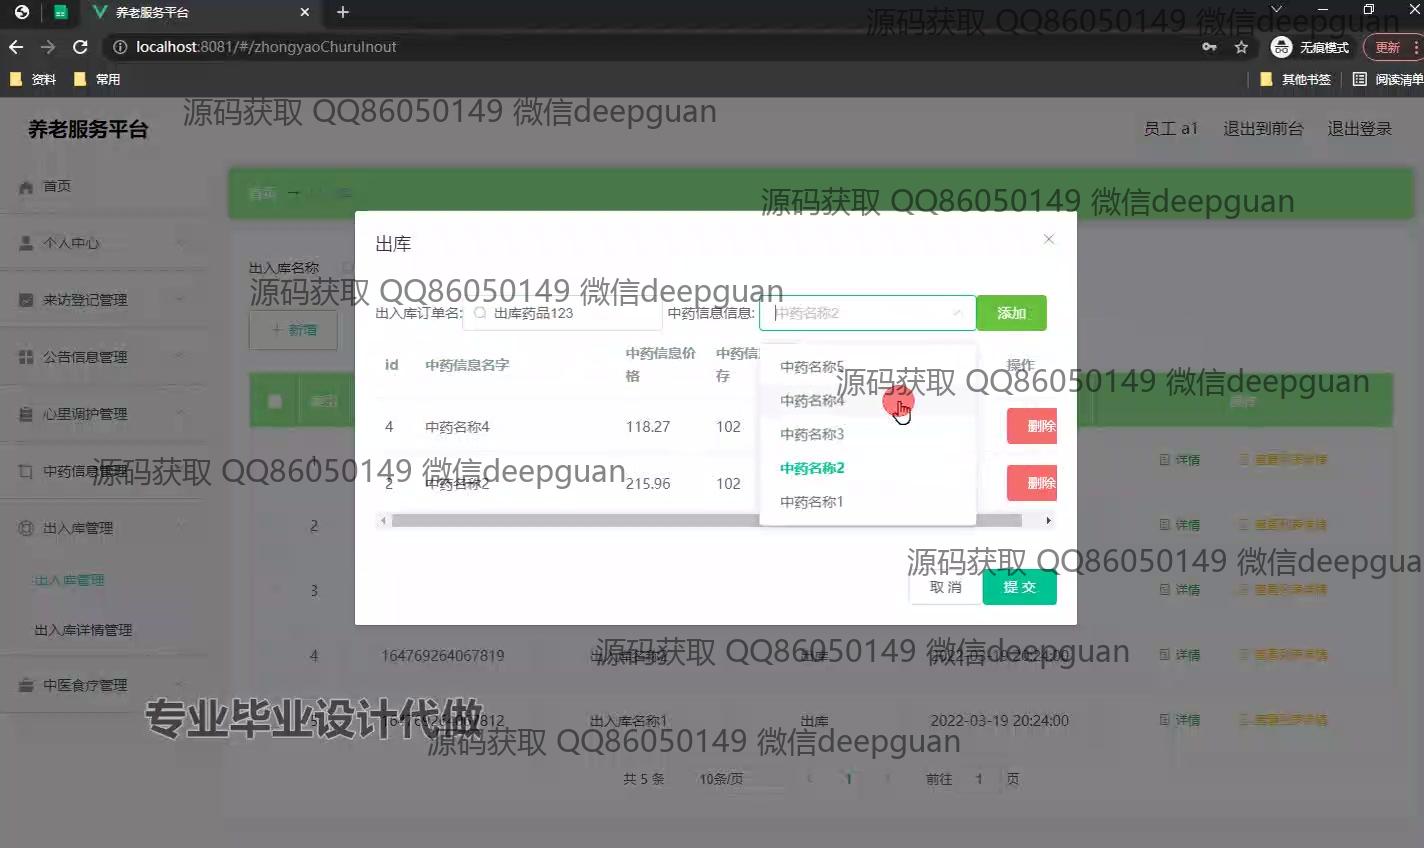 养老服务平台
localhost:8081/#/zhongyaoChuruInout
无痕模式
更新
资料
常用
其他书签
阅读清单
源码获取 QQ86050149 微信deepguan
源码获取 QQ86050149 微信deepguan
养老服务平台
员工 a1
退出到前台
退出登录
首页
个人中心
来访登记管理
公告信息管理
心星调护管理
中药信息管理
出入库管理
出入库管理
出入库详情管理
中医食疗管理
首页
源码获取 QQ86050149 微信deepguan
出入库名称
新增
出库
源码获取 QQ86050149 微信deepguan
出入库订单名:
出库药品123
中药信息信息:
中药名称2
添加
id
中药信息名字
中药信息价格
操作
源码获取 QQ86050149 微信deepguan
4
中药名称4
118.27
102
删除
2
中药名称2
215.96
102
删除
中药名称5
中药名称4
中药名称3
中药名称2
中药名称1
源码获取 QQ86050149 微信deepguan
取消
提交
源码获取 QQ86050149 微信deepguan
1
详情
2
详情
3
详情
4
164769264067819
出库
2022-03-19 20:24:00
详情
源码获取 QQ86050149 微信deepguan
5
164769264067812
出入库名称1
出库
2022-03-19 20:24:00
详情
专业毕业设计代做
源码获取 QQ86050149 微信deepguan
共 5 条
10条/页
1
前往
1
页